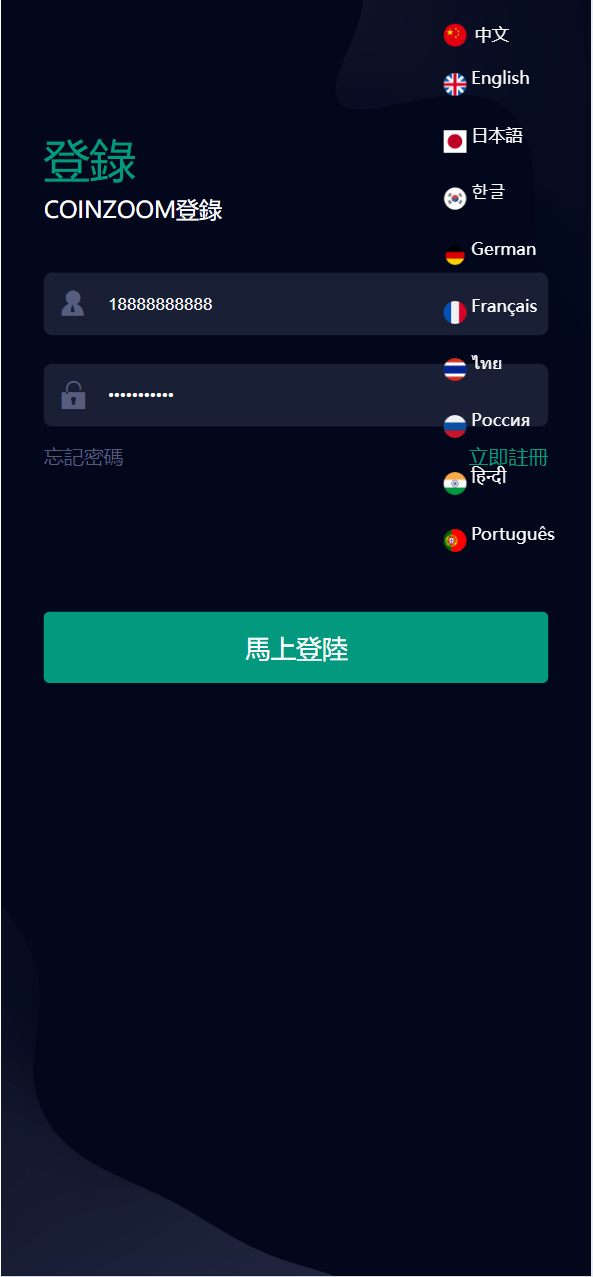 中文
English
日本語
登錄
한글
COINZOOM登錄
German
18888888888
Français
ไทย
•••••••••••
Россия
忘記密碼
立即註冊
हिन्दी
Português
馬上登陸